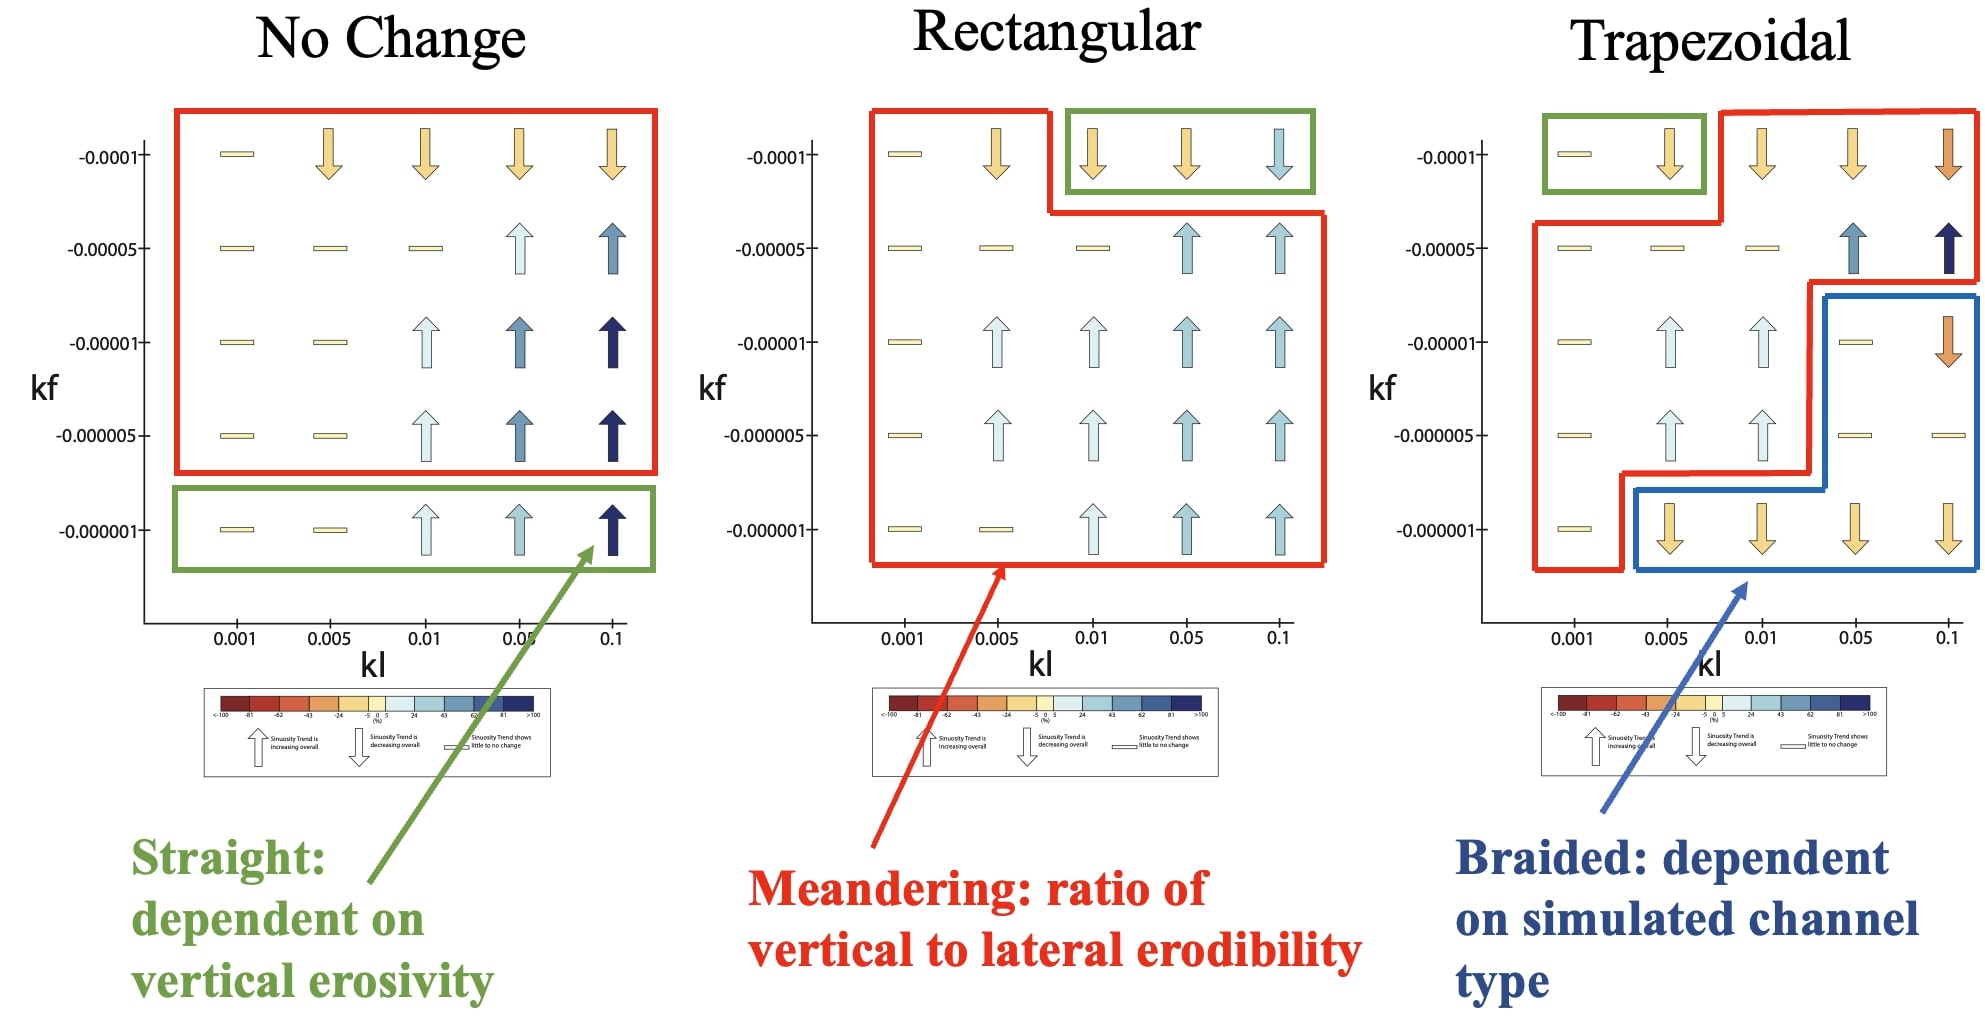 No Change
Rectangular
Trapezoidal
-0.0001
-0.00005
-0.00001
kf
-0.000005
-0.000001
0.001 0.005 0.01 0.05 0.1
kl
<-100 -81 -62 -43 -24 -5 0 5 24 43 62 81 >100
(%)
Sinuosity Trend is
increasing overall
Sinuosity Trend is
decreasing overall
Sinuosity Trend shows
little to no change
-0.0001
-0.00005
-0.00001
kf
-0.000005
-0.000001
0.001 0.005 0.01 0.05 0.1
kl
<-100 -81 -62 -43 -24 -5 0 5 24 43 62 81 >100
(%)
Sinuosity Trend is
increasing overall
Sinuosity Trend is
decreasing overall
Sinuosity Trend shows
little to no change
-0.0001
-0.00005
-0.00001
kf
-0.000005
-0.000001
0.001 0.005 0.01 0.05 0.1
kl
<-100 -81 -62 -43 -24 -5 0 5 24 43 62 81 >100
(%)
Sinuosity Trend is
increasing overall
Sinuosity Trend is
decreasing overall
Sinuosity Trend shows
little to no change
Straight:
dependent on
vertical erosivity
Meandering: ratio of
vertical to lateral erodibility
Braided: dependent
on simulated channel
type